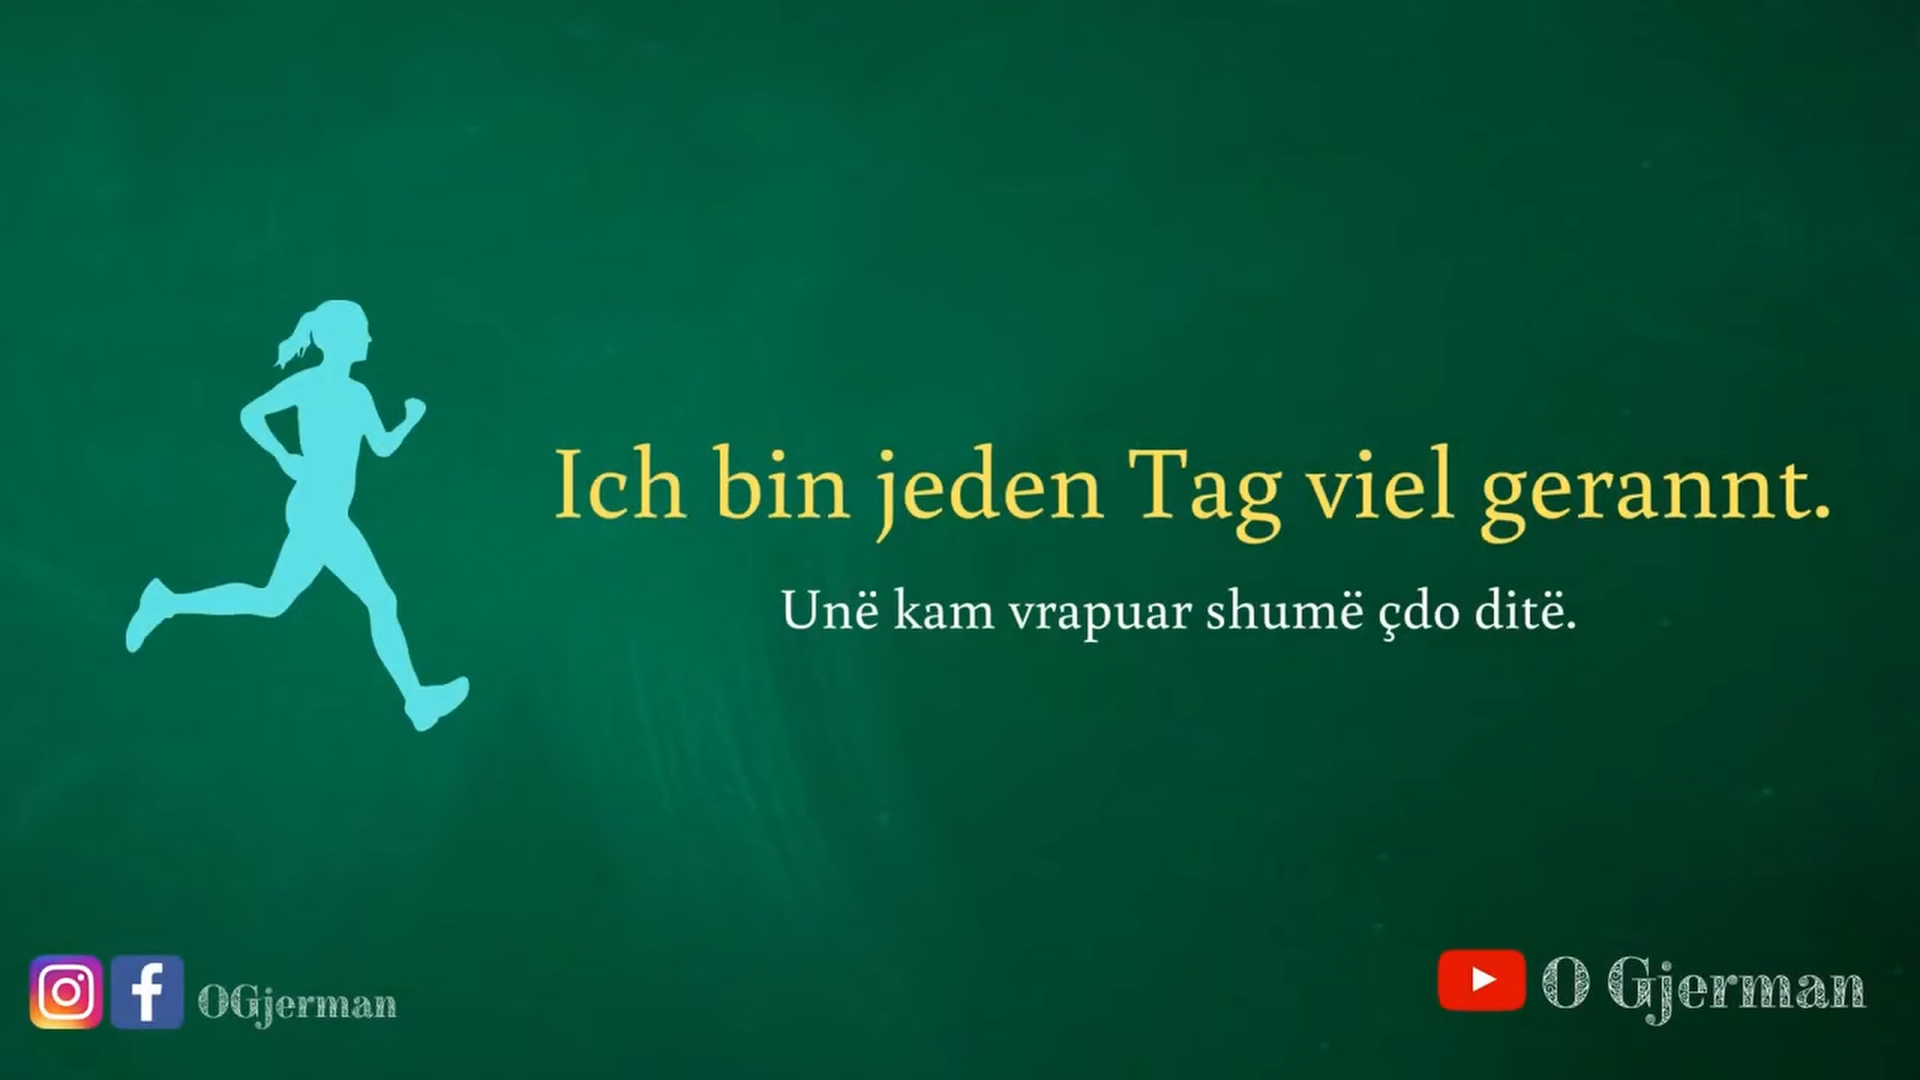 Ich bin jeden Tag viel gerannt.
Unë kam vrapuar shumë çdo ditë.
OGjerman
O Gjerman